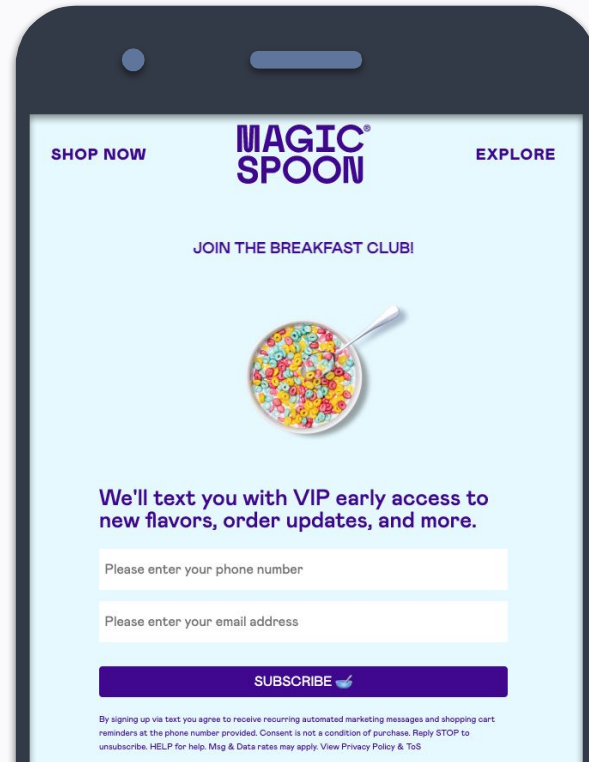 SHOP NOW
MAGIC®
SPOON
EXPLORE
JOIN THE BREAKFAST CLUB!
We'll text you with VIP early access to
new flavors, order updates, and more.
Please enter your phone number
Please enter your email address
SUBSCRIBE 🥣
By signing up via text you agree to receive recurring automated marketing messages and shopping cart
reminders at the phone number provided. Consent is not a condition of purchase. Reply STOP to
unsubscribe. HELP for help. Msg & Data rates may apply. View Privacy Policy & ToS